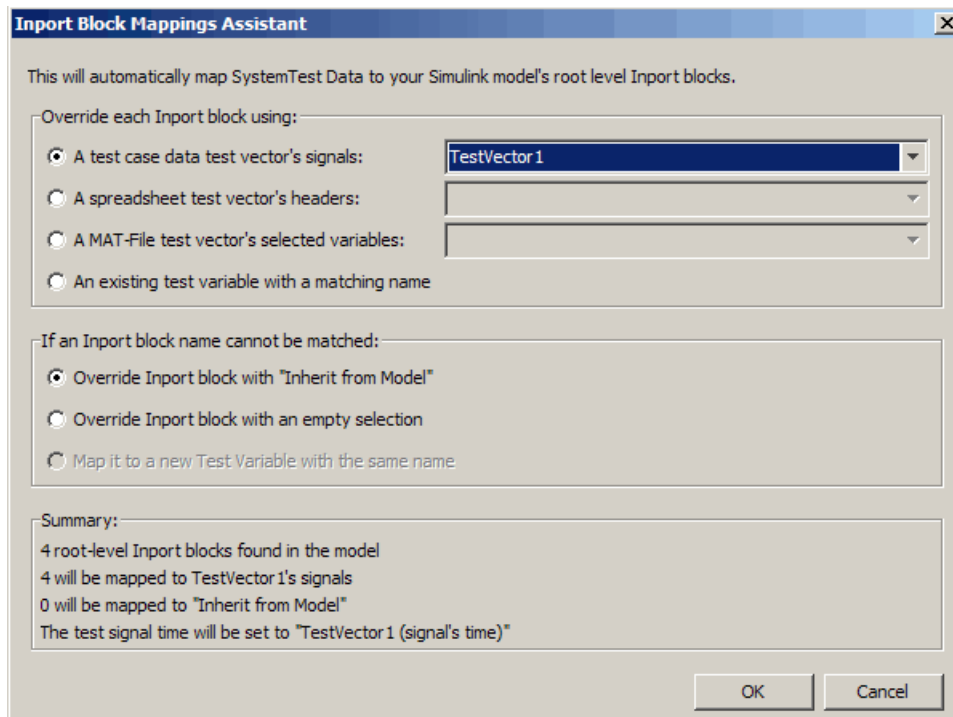 Inport Block Mappings Assistant
This will automatically map SystemTest Data to your Simulink model's root level Inport blocks.
Override each Inport block using:
A test case data test vector's signals:
TestVector1
A spreadsheet test vector's headers:
A MAT-File test vector's selected variables:
An existing test variable with a matching name
If an Inport block name cannot be matched:
Override Inport block with "Inherit from Model"
Override Inport block with an empty selection
Map it to a new Test Variable with the same name
Summary:
4 root-level Inport blocks found in the model
4 will be mapped to TestVector1's signals
0 will be mapped to "Inherit from Model"
The test signal time will be set to "TestVector1 (signal's time)"
OK
Cancel